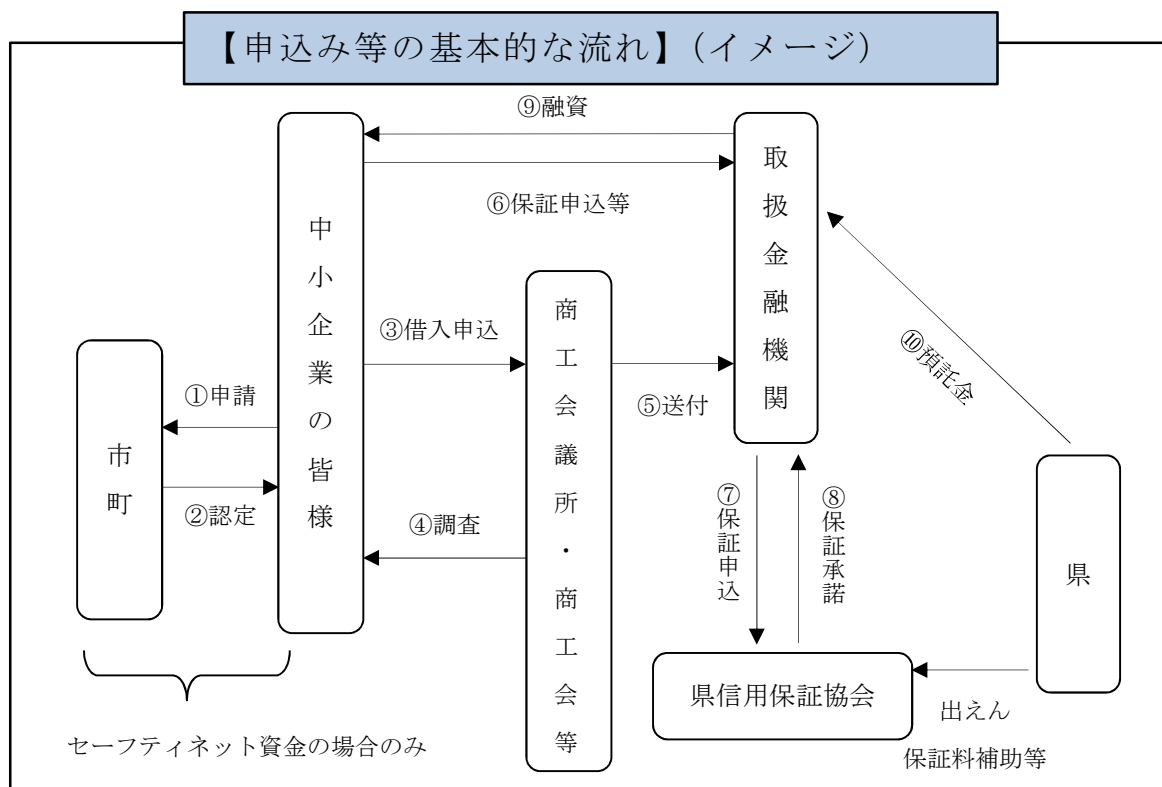 【申込み等の基本的な流れ】（イメージ）
⑨融資
⑥保証申込等
中小企業の皆様
取扱金融機関
商工会議所・商工会等
③借入申込
⑤送付
①申請
市町
②認定
④調査
⑦保証申込
⑧保証承諾
⑩預託金
県
県信用保証協会
出えん
保証料補助等
セーフティネット資金の場合のみ